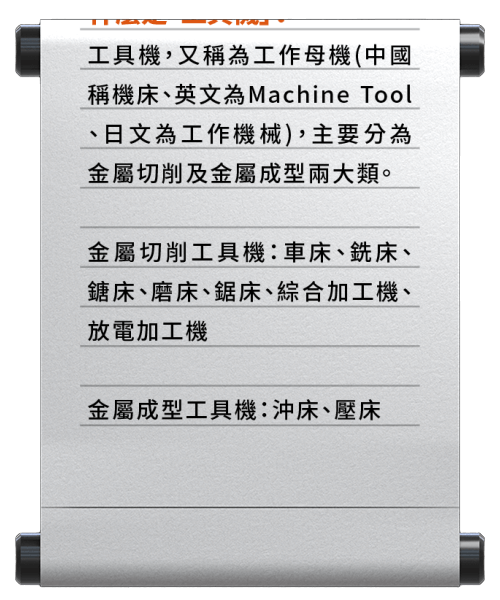 工具機，又稱為工作母機(中國
稱機床、英文為Machine Tool
、日文為工作機械)，主要分為
金屬切削及金屬成型兩大類。
金屬切削工具機：車床、銑床、
鎕床、磨床、鋸床、綜合加工機、
放電加工機
金屬成型工具機：沖床、壓床